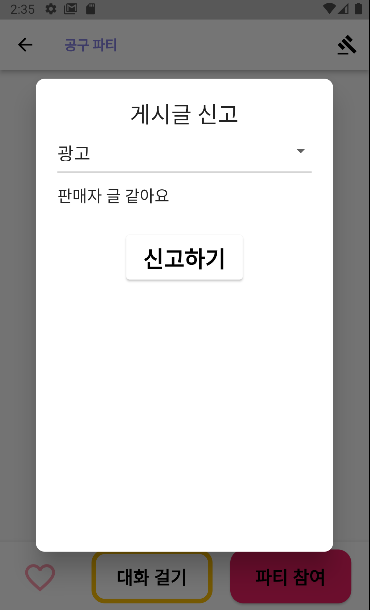 2:35
공구 파티
게시글 신고
광고
판매자 글 같아요
신고하기
대화 걸기
파티 참여